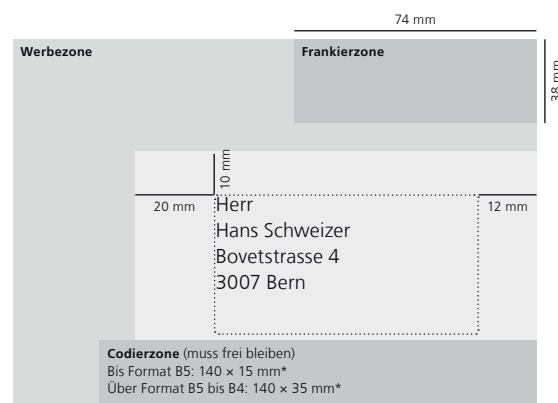 74 mm
Werbezone
Frankierzone
38 mm
10 mm
20 mm
12 mm
Herr
Hans Schweizer
Bovetstrasse 4
3007 Bern
Codierzone (muss frei bleiben)
Bis Format B5: 140 × 15 mm*
Über Format B5 bis B4: 140 × 35 mm*